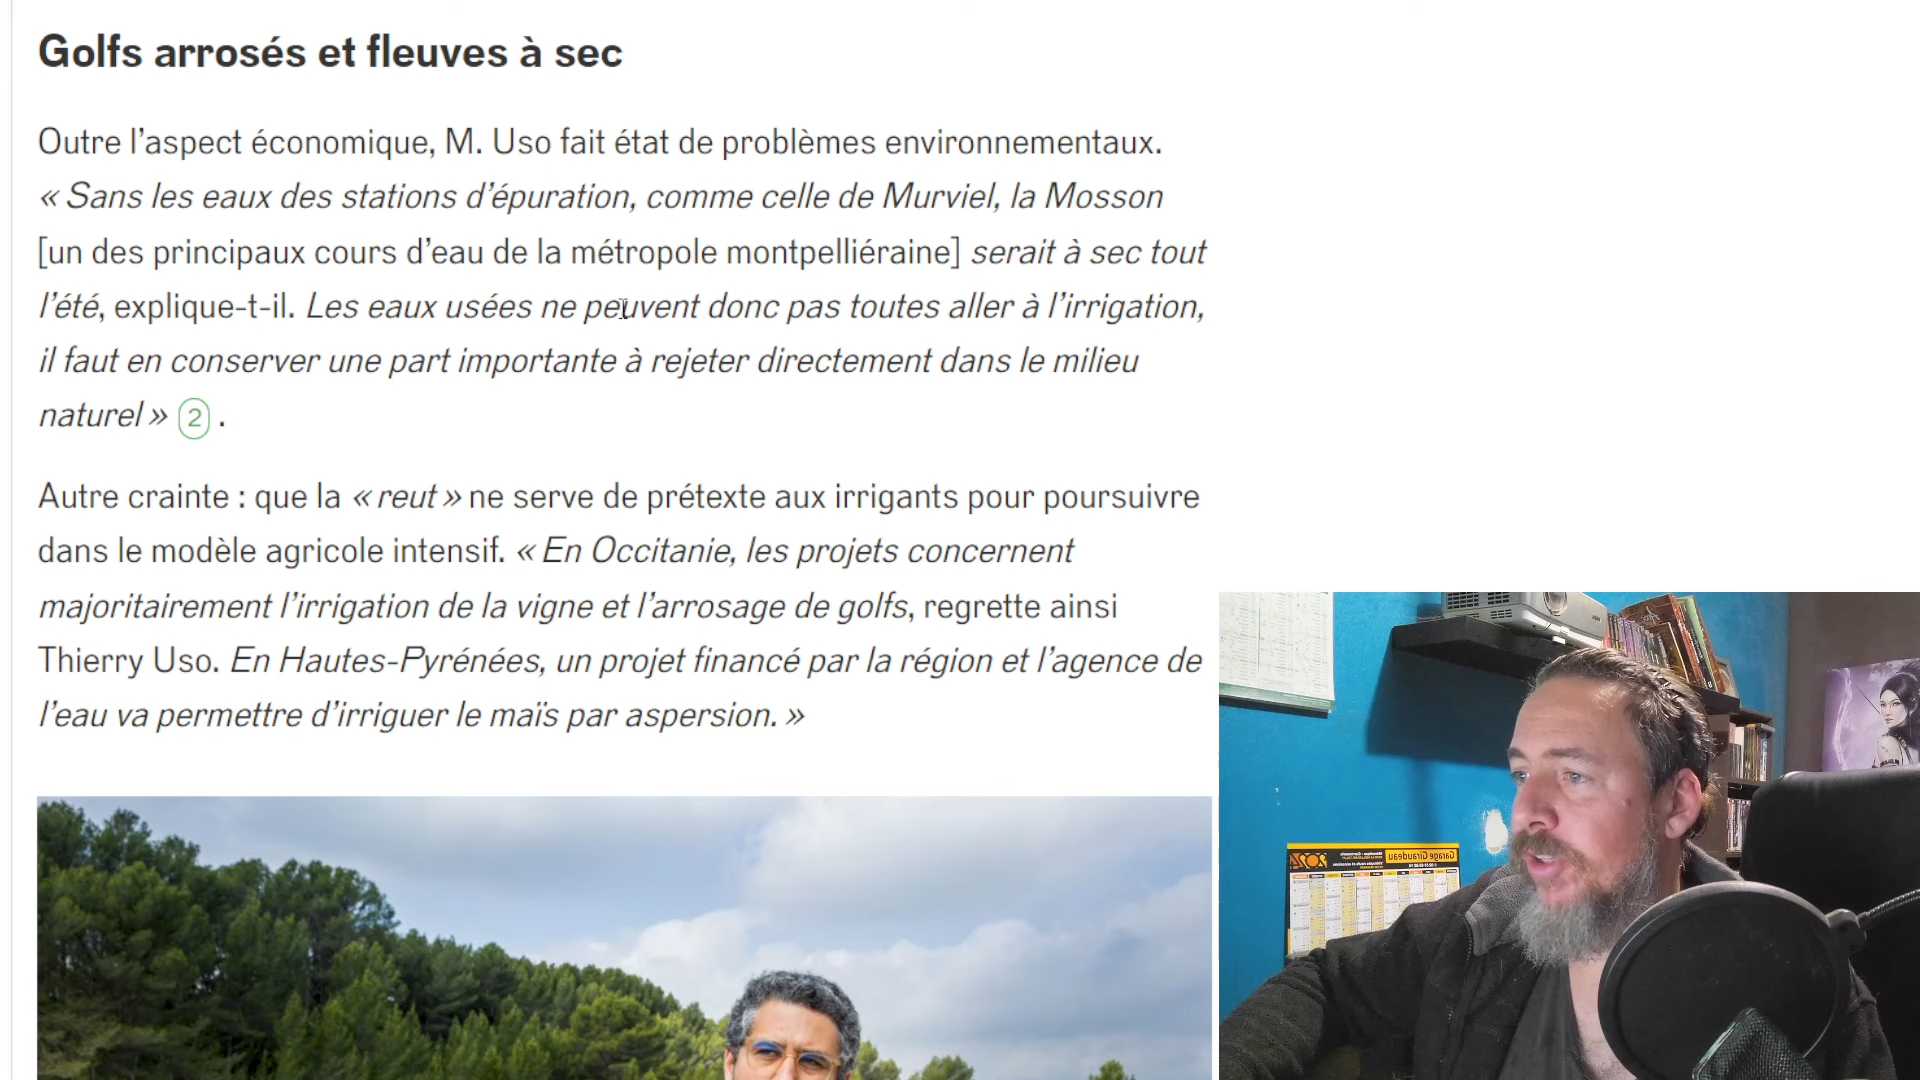 Golfs arrosés et fleuves à sec
Outre l’aspect économique, M. Uso fait état de problèmes environnementaux.
« Sans les eaux des stations d’épuration, comme celle de Murviel, la Mosson
[un des principaux cours d’eau de la métropole montpelliéraine] serait à sec tout
l’été, explique-t-il. Les eaux usées ne peuvent donc pas toutes aller à l’irrigation,
il faut en conserver une part importante à rejeter directement dans le milieu
naturel » 2 .
Autre crainte : que la « reut » ne serve de prétexte aux irrigants pour poursuivre
dans le modèle agricole intensif. « En Occitanie, les projets concernent
majoritairement l’irrigation de la vigne et l’arrosage de golfs, regrette ainsi
Thierry Uso. En Hautes-Pyrénées, un projet financé par la région et l’agence de
l’eau va permettre d’irriguer le maïs par aspersion. »
Garage Giraudeau